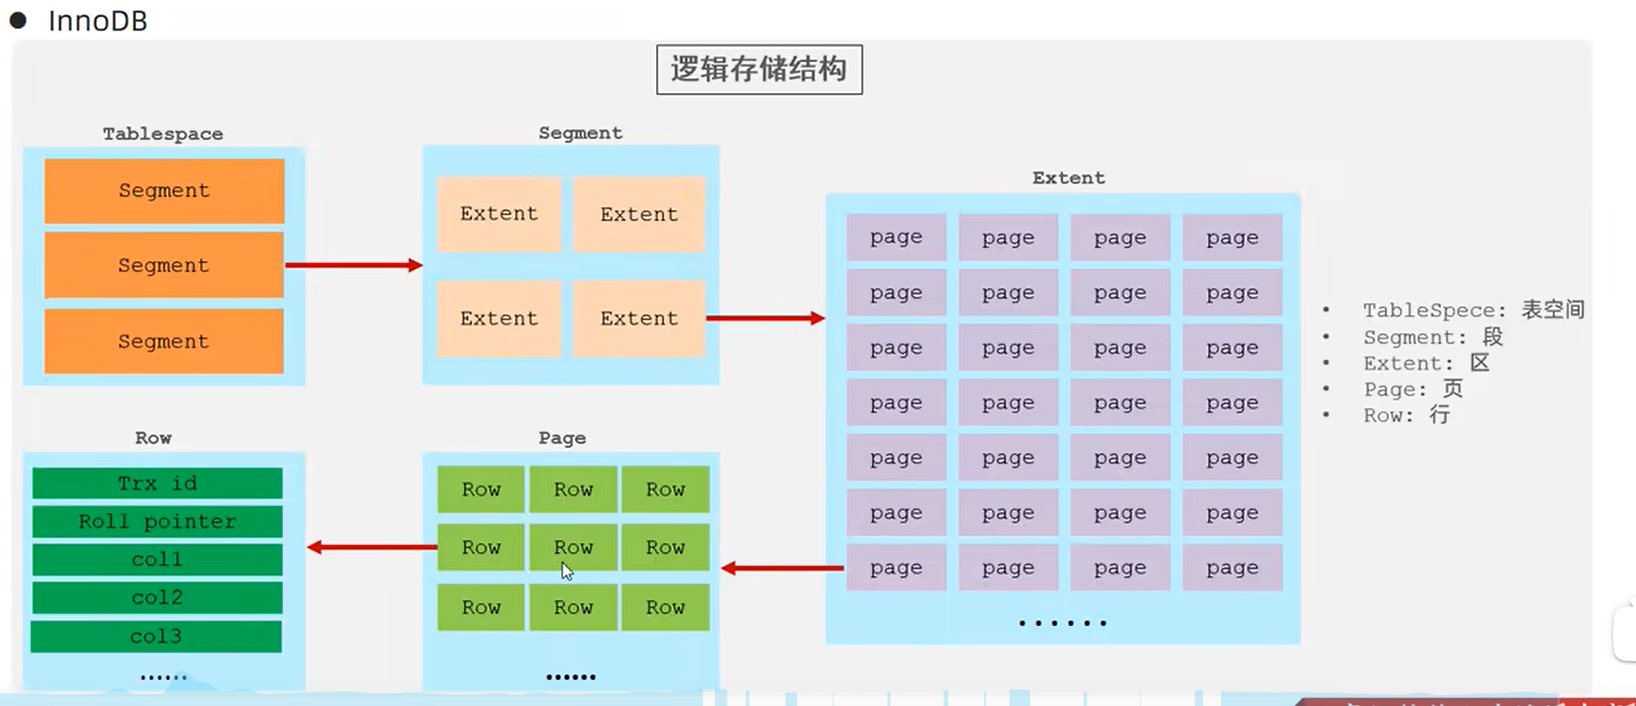 ● InnoDB
逻辑存储结构
Tablespace
Segment
Segment
Segment
Segment
Extent Extent
Extent Extent
Extent
page page page page
page page page page
page page page page
page page page page
page page page page
page page page page
page page page page
......
• TableSpece: 表空间
• Segment: 段
• Extent: 区
• Page: 页
• Row: 行
Row
Trx id
Roll pointer
col1
col2
col3
......
Page
Row Row Row
Row Row Row
Row Row Row
......